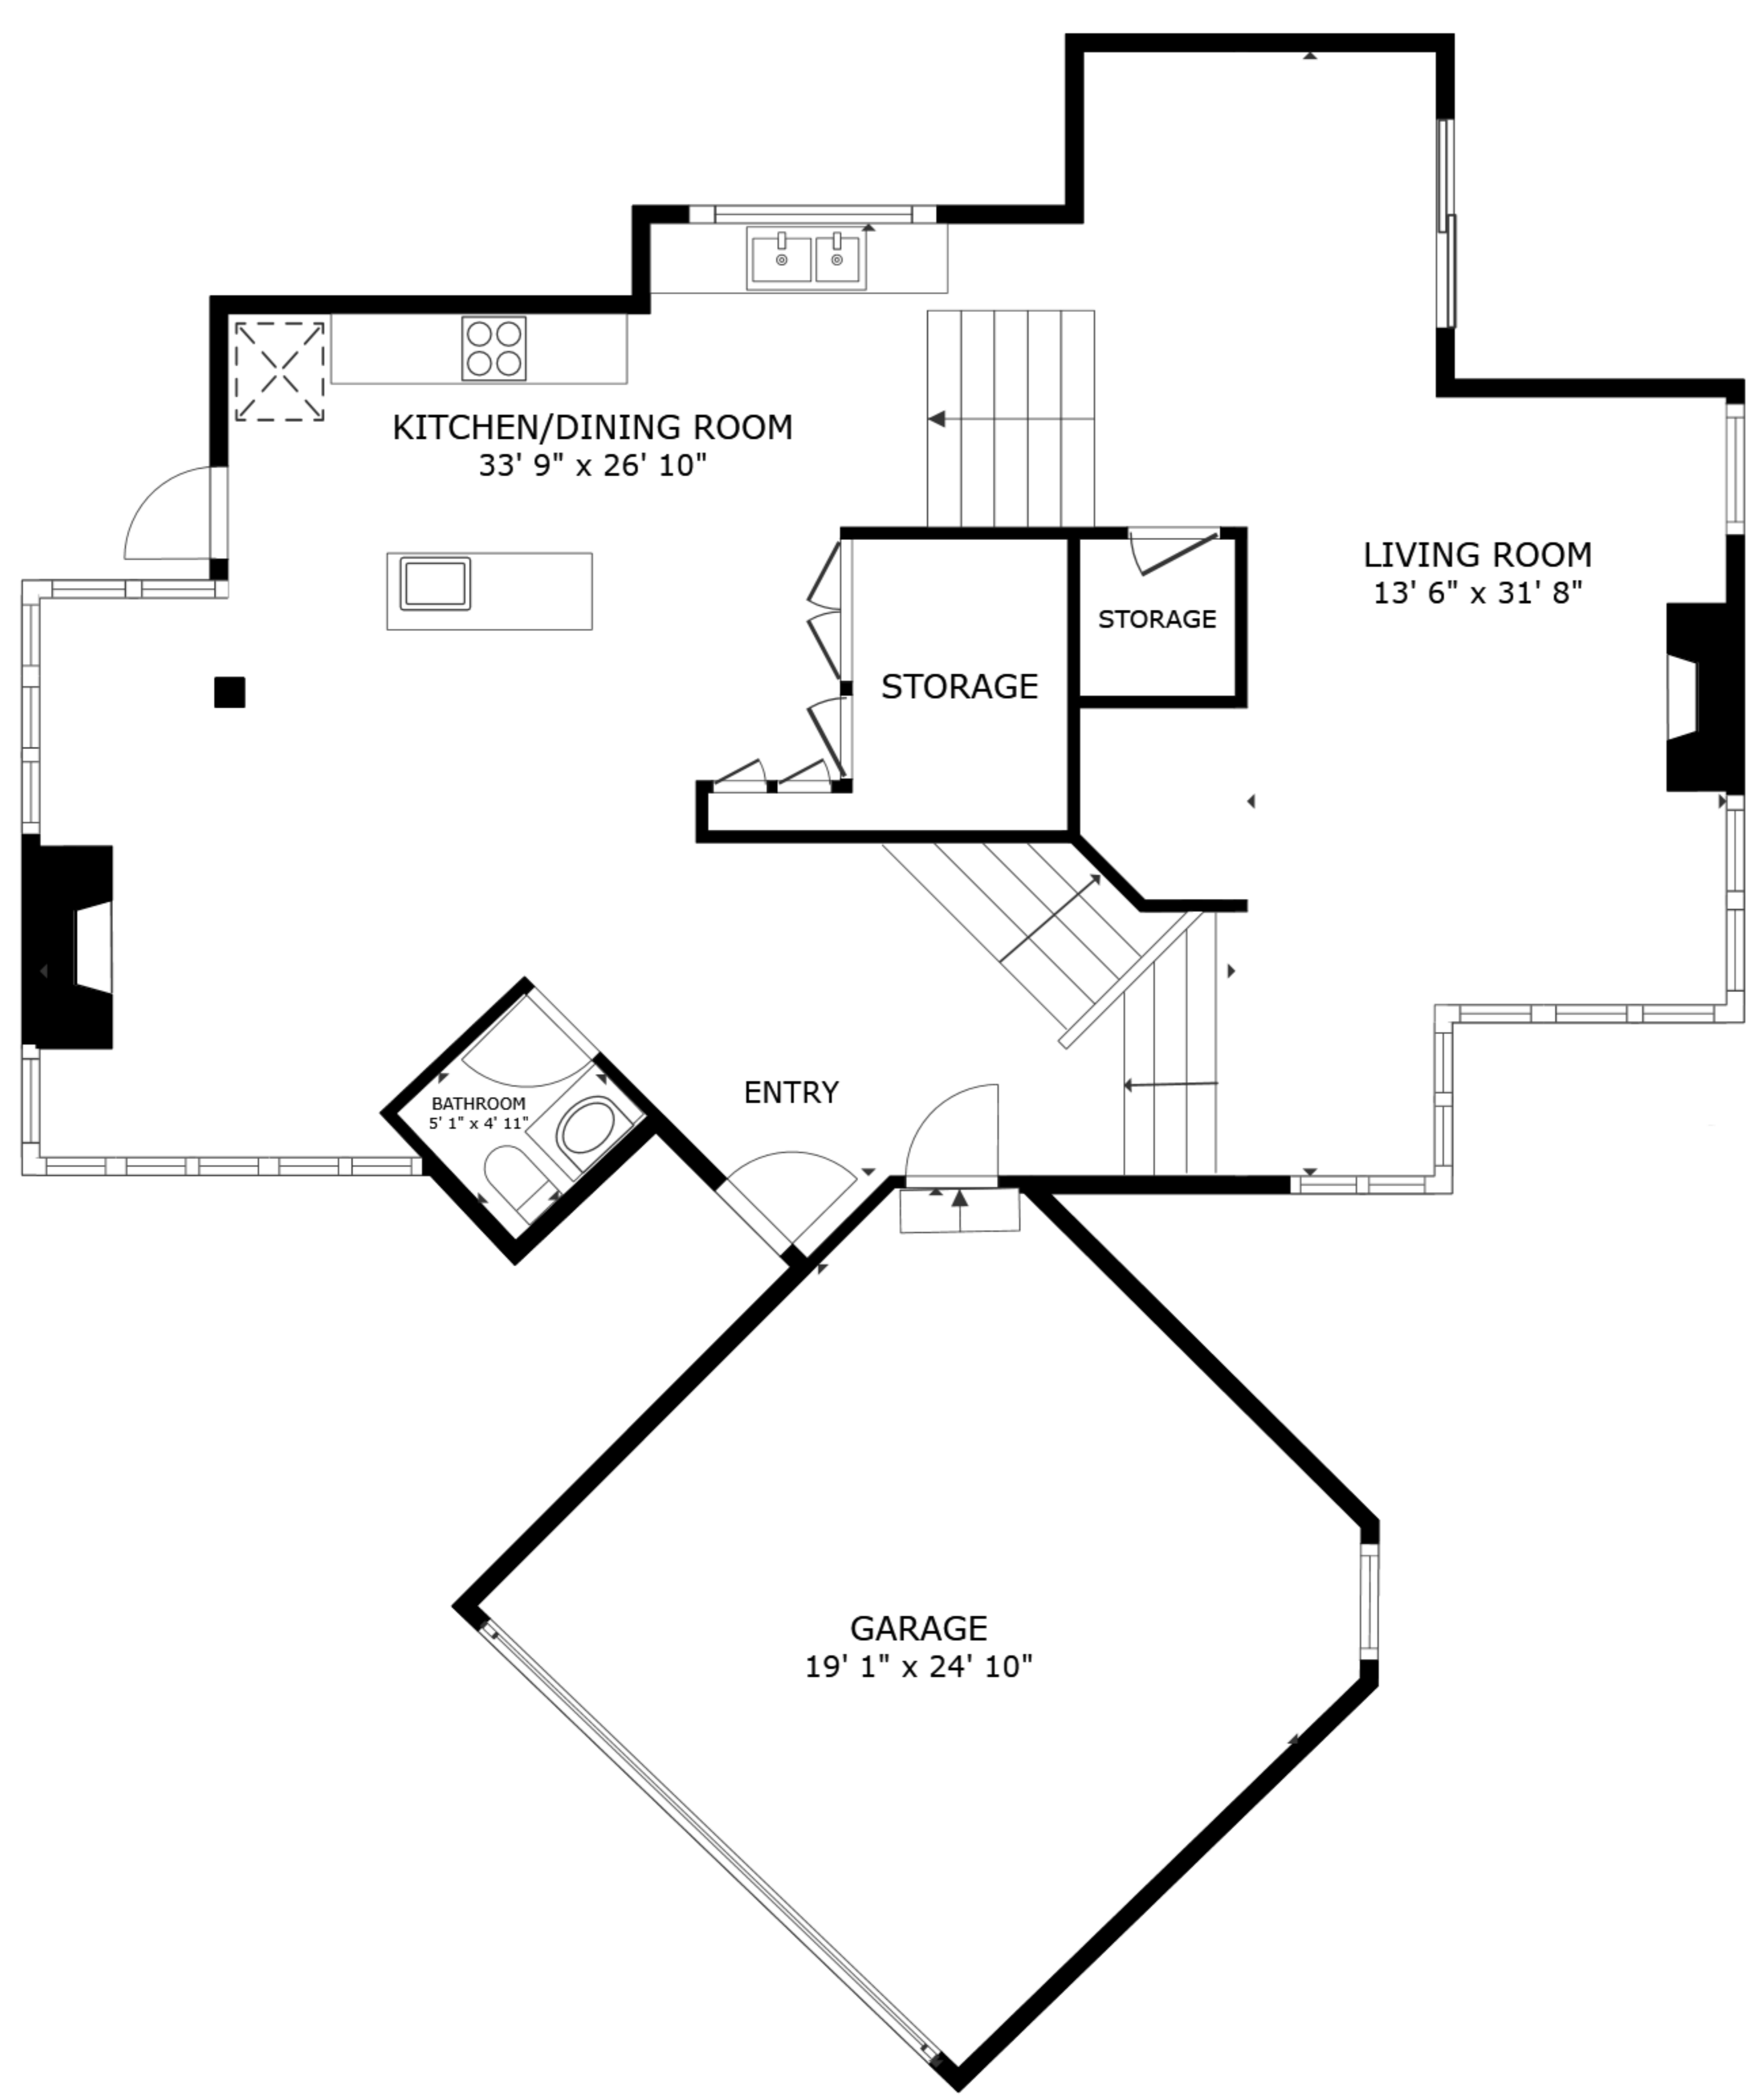 KITCHEN/DINING ROOM
33' 9" x 26' 10"
LIVING ROOM
13' 6" x 31' 8"
STORAGE
STORAGE
ENTRY
BATHROOM
5' 1" x 4' 11"
GARAGE
19' 1" x 24' 10"